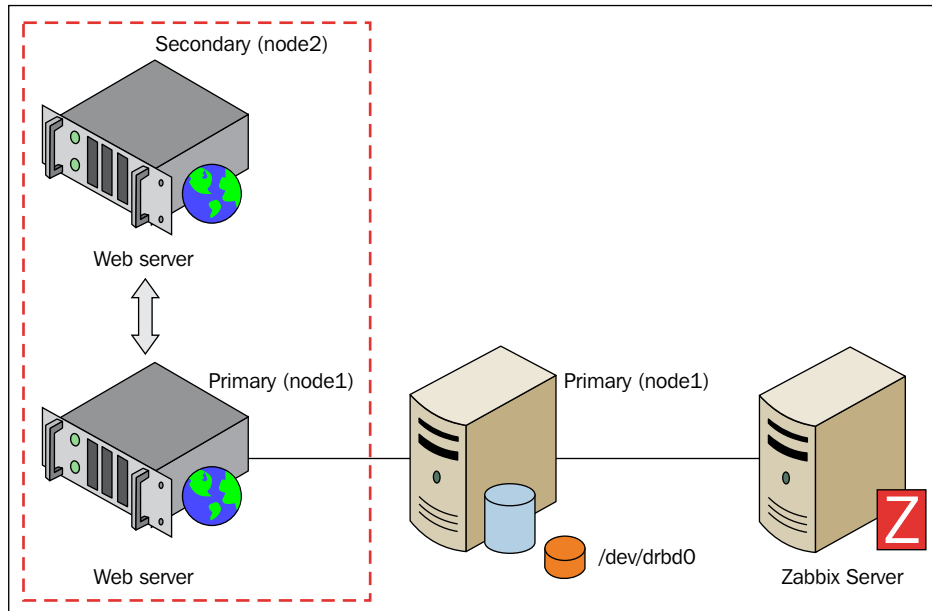 Secondary (node2)
Web server
Primary (node1)
Primary (node1)
/dev/drbd0
Z
Web server
Zabbix Server